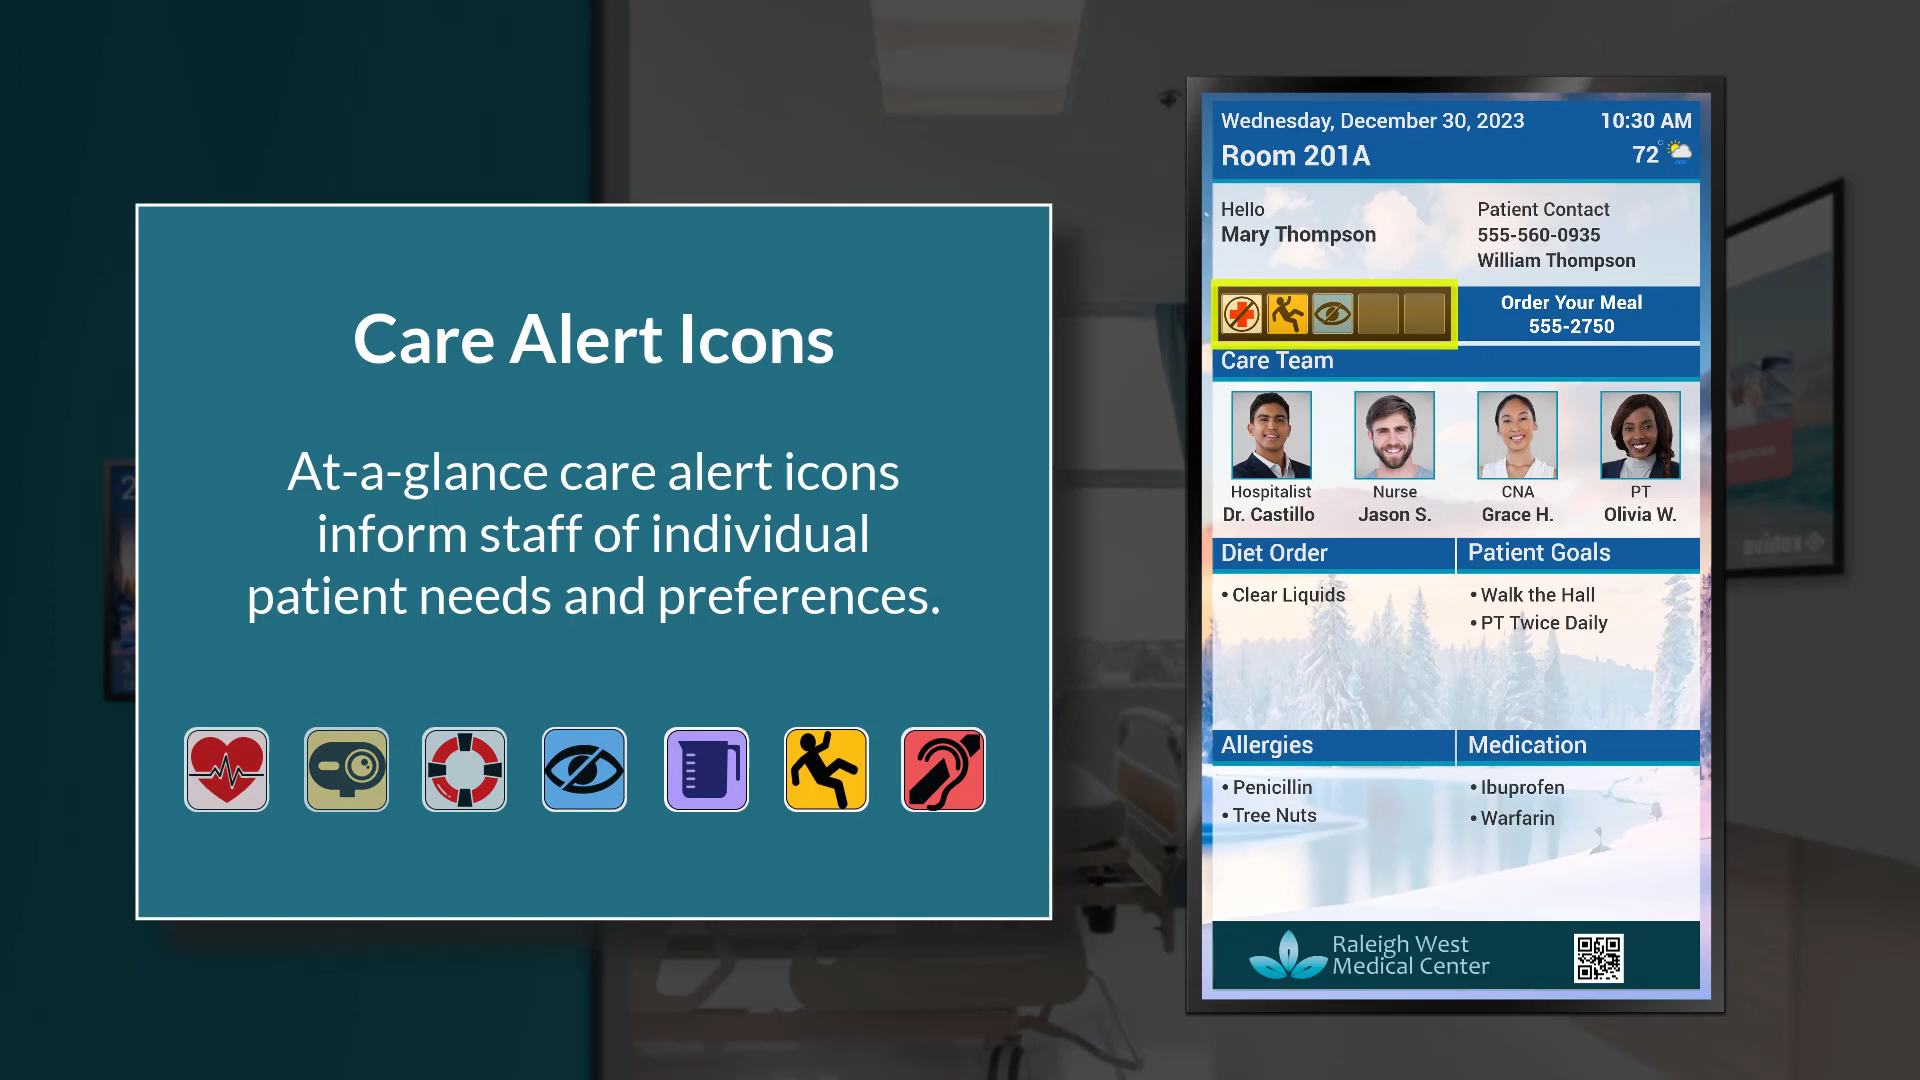 Care Alert Icons
At-a-glance care alert icons
inform staff of individual
patient needs and preferences.
Wednesday, December 30, 2023
10:30 AM
Room 201A
72°
Hello
Mary Thompson
Patient Contact
555-560-0935
William Thompson
Order Your Meal
555-2750
Care Team
Hospitalist
Dr. Castillo
Nurse
Jason S.
CNA
Grace H.
PT
Olivia W.
Diet Order
• Clear Liquids
Patient Goals
• Walk the Hall
• PT Twice Daily
Allergies
• Penicillin
• Tree Nuts
Medication
• Ibuprofen
• Warfarin
Raleigh West
Medical Center
avidex